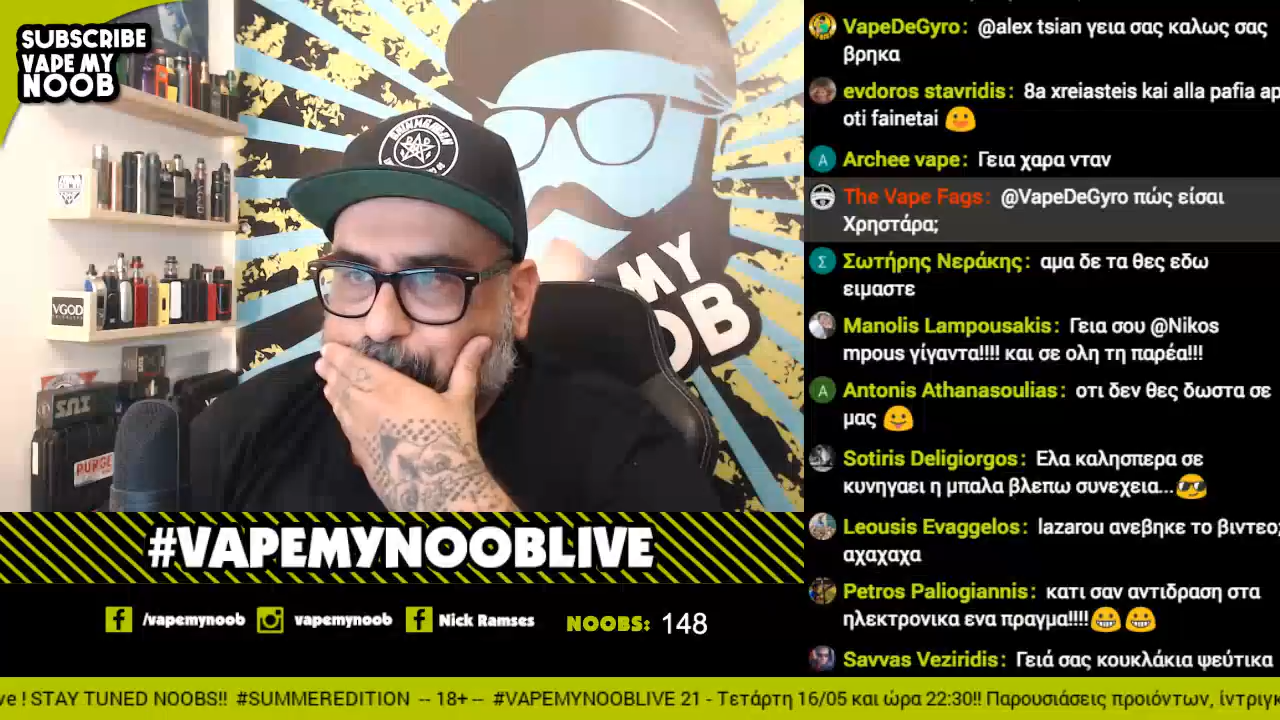 SUBSCRIBE
VAPE MY
NOOB
VGOD
PURGE
MY
#VAPEMYNOOBLIVE
/vapemynoob vapemynoob Nick Ramses NOOBS: 148
VapeDeGyro: @alex tsian γεια σας καλως σας
βρηκα
evdoros stavridis: 8a xreiasteis kai alla pafia ap
oti fainetai
Archee vape: Γεια χαρα νταν
The Vape Fags: @VapeDeGyro πώς είσαι
Χρηστάρα;
Σωτήρης Νεράκης: αμα δε τα θες εδω
ειμαστε
Manolis Lampousakis: Γεια σου @Nikos
mpous γίγαντα!!!! και σε ολη τη παρέα!!!
Antonis Athanasoulias: οτι δεν θες δωστα σε
μας
Sotiris Deligiorgos: Ελα καλησπερα σε
κυνηγαει η μπαλα βλεπω συνεχεια...
Leousis Evaggelos: lazarou ανεβηκε το βιντεο;
αχαχαχα
Petros Paliogiannis: κατι σαν αντιδραση στα
ηλεκτρονικα ενα πραγμα!!!!
Savvas Veziridis: Γειά σας κουκλάκια ψεύτικα
ve ! STAY TUNED NOOBS!! #SUMMEREDITION -- 18+ -- #VAPEMYNOOBLIVE 21 - Τετάρτη 16/05 και ώρα 22:30!! Παρουσιάσεις προιόντων, ίντριγκ